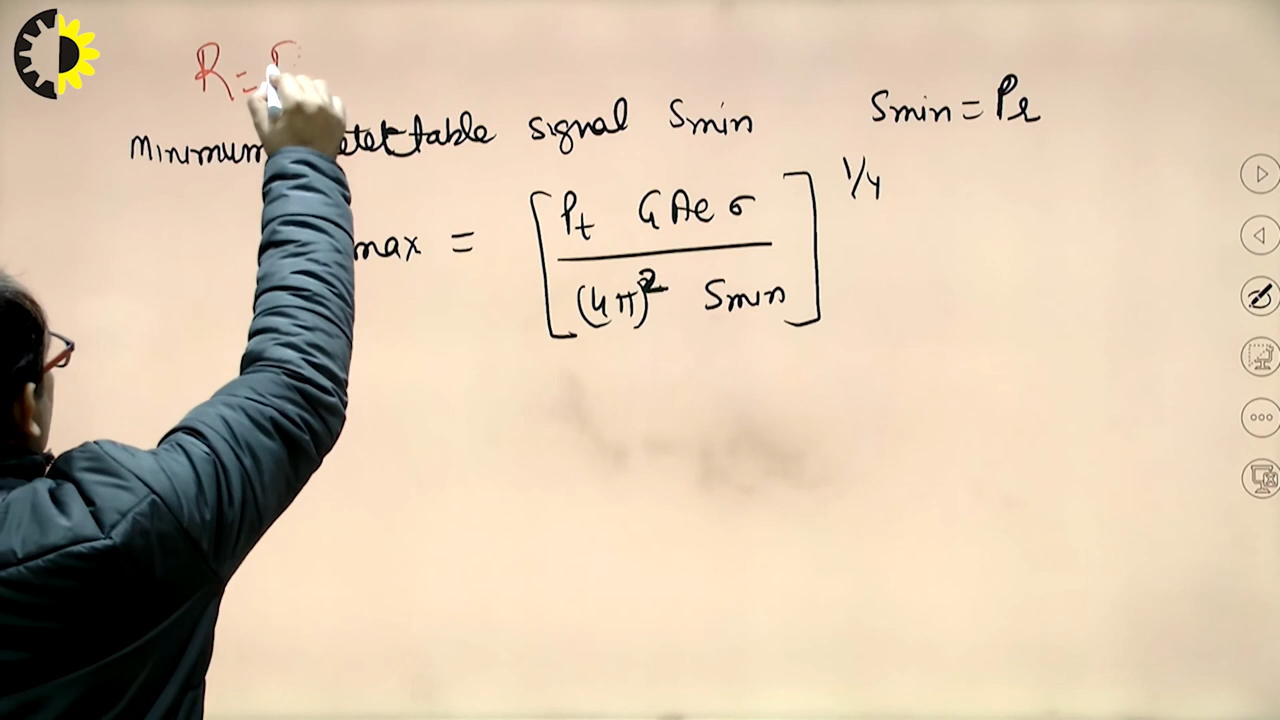 R =
Minimum detectable signal Smin Smin = Pr
max = [ Pt G Ae σ / (4π)² Smin ]^1/4